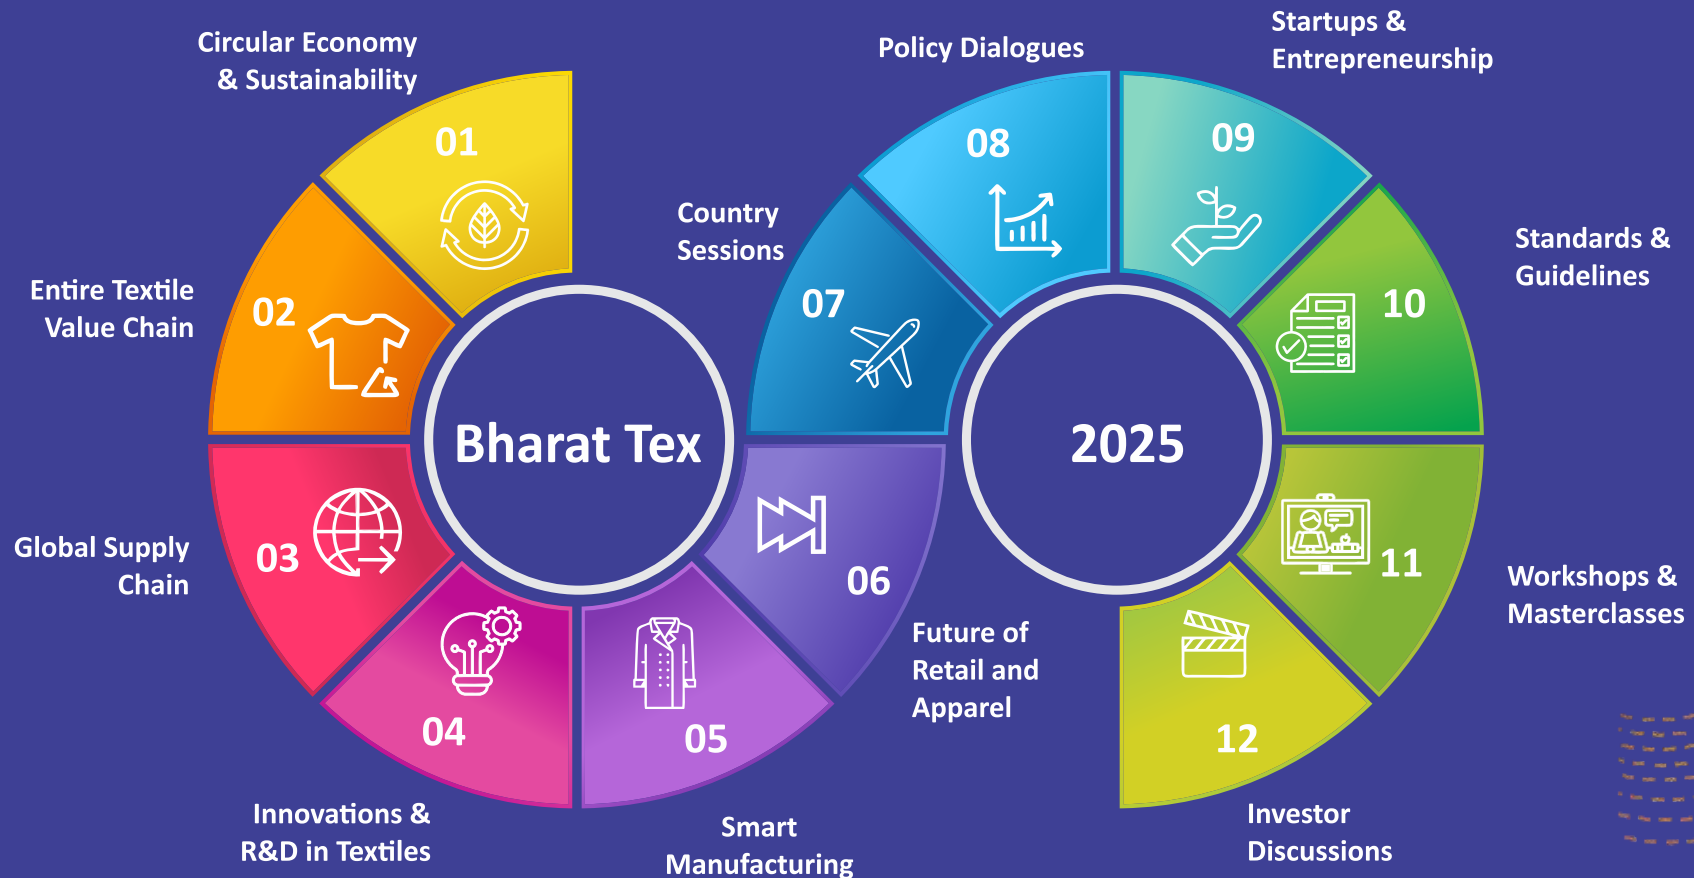 Circular Economy
& Sustainability
01
Entire Textile
Value Chain
02
Global Supply
Chain
03
Innovations &
R&D in Textiles
04
Smart
Manufacturing
05
Future of
Retail and
Apparel
06
Bharat Tex
Country
Sessions
07
Policy Dialogues
08
Startups &
Entrepreneurship
09
Standards &
Guidelines
10
Workshops &
Masterclasses
11
Investor
Discussions
12
2025